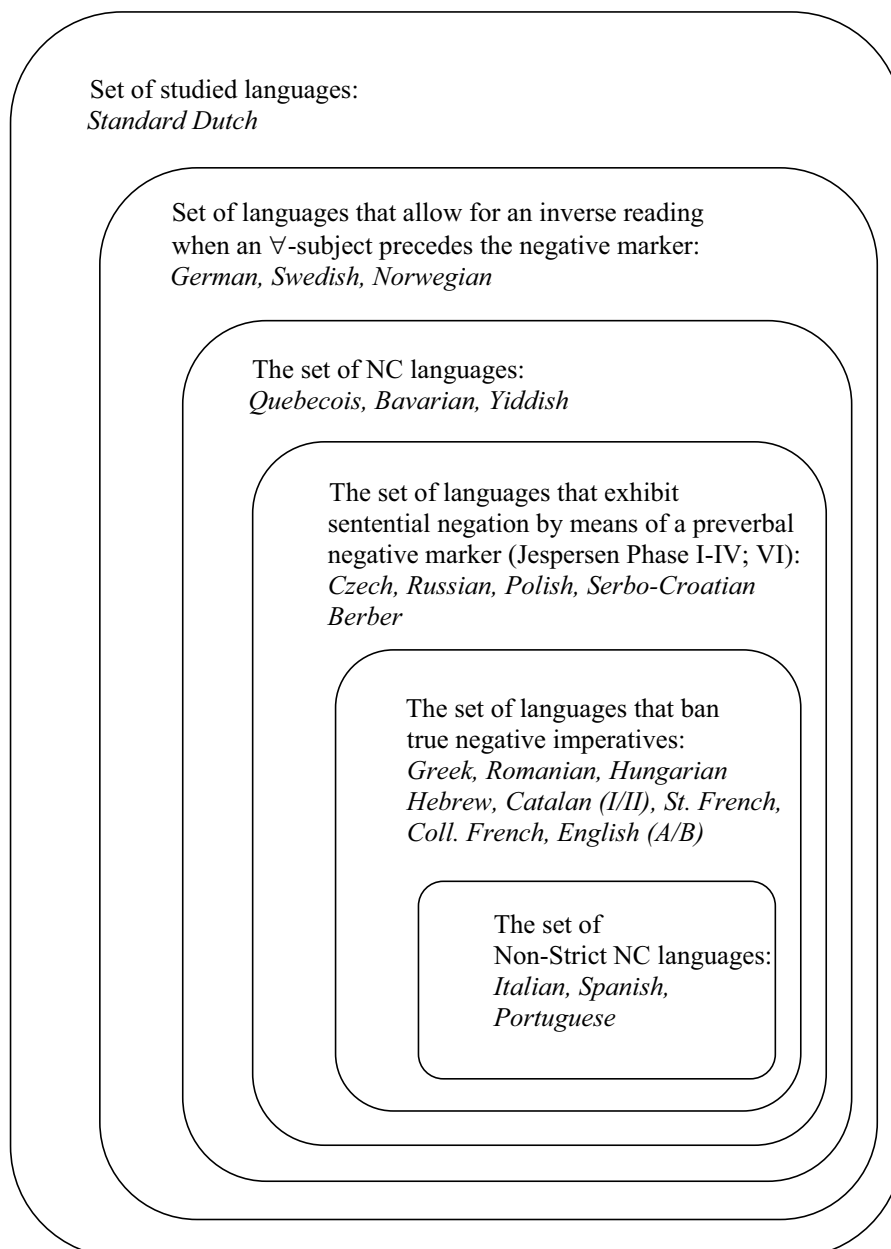 Set of studied languages:
Standard Dutch
Set of languages that allow for an inverse reading
when an ∀-subject precedes the negative marker:
German, Swedish, Norwegian
The set of NC languages:
Quebecois, Bavarian, Yiddish
The set of languages that exhibit
sentential negation by means of a preverbal
negative marker (Jespersen Phase I-IV; VI):
Czech, Russian, Polish, Serbo-Croatian
Berber
The set of languages that ban
true negative imperatives:
Greek, Romanian, Hungarian
Hebrew, Catalan (I/II), St. French,
Coll. French, English (A/B)
The set of
Non-Strict NC languages:
Italian, Spanish,
Portuguese